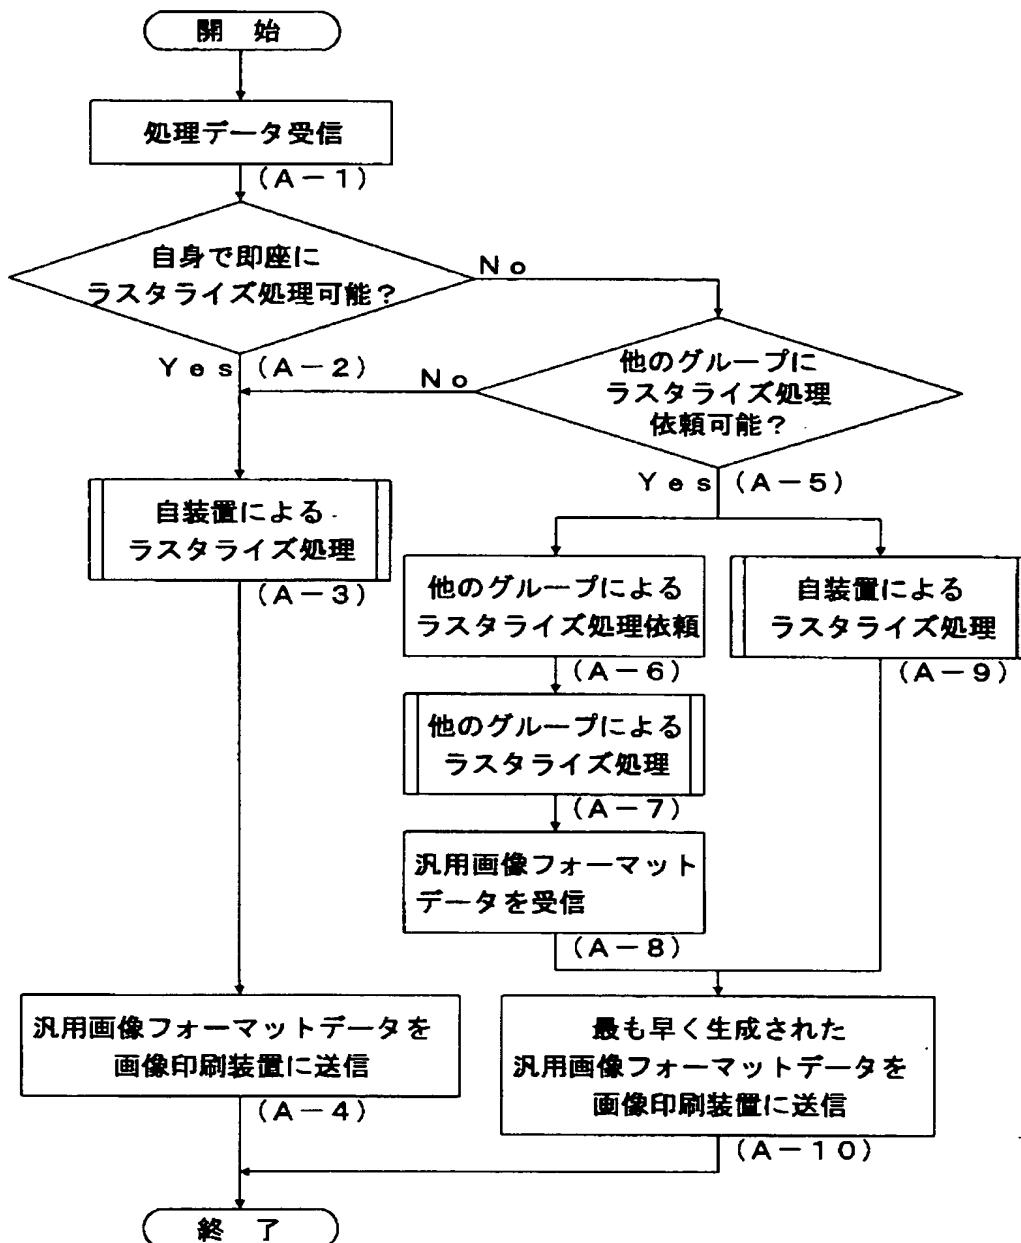 開 始
処理データ受信
(A-1)
自身で即座に
ラスタライズ処理可能?
No
Yes
(A-2)
他のグループに
ラスタライズ処理
依頼可能?
No
Yes
(A-5)
自装置による
ラスタライズ処理
(A-3)
他のグループによる
ラスタライズ処理依頼
(A-6)
自装置による
ラスタライズ処理
(A-9)
他のグループによる
ラスタライズ処理
(A-7)
汎用画像フォーマット
データを受信
(A-8)
汎用画像フォーマットデータを
画像印刷装置に送信
(A-4)
最も早く生成された
汎用画像フォーマットデータを
画像印刷装置に送信
(A-10)
終 了